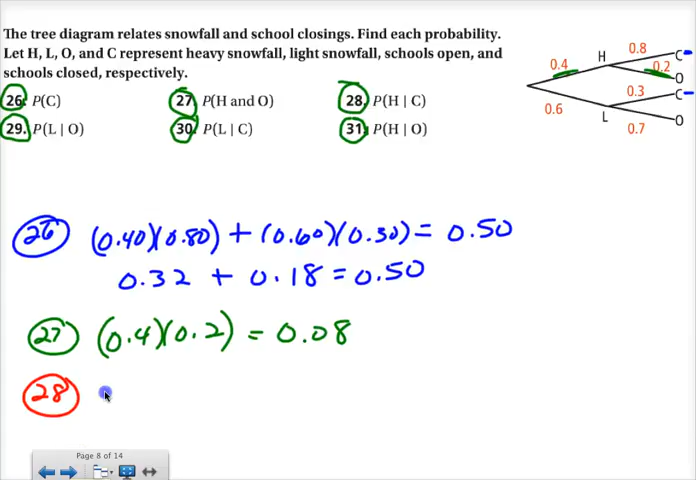 The tree diagram relates snowfall and school closings. Find each probability.
Let H, L, O, and C represent heavy snowfall, light snowfall, schools open, and
schools closed, respectively.
26. P(C) 27. P(H and O) 28. P(H | C)
29. P(L | O) 30. P(L | C) 31. P(H | O)
0.8 C
H
0.4 0.2
O
0.3 C
0.6
L
0.7 O
26 (0.40)(0.80) + (0.60)(0.30) = 0.50
0.32 + 0.18 = 0.50
27 (0.4)(0.2) = 0.08
28
Page 8 of 14